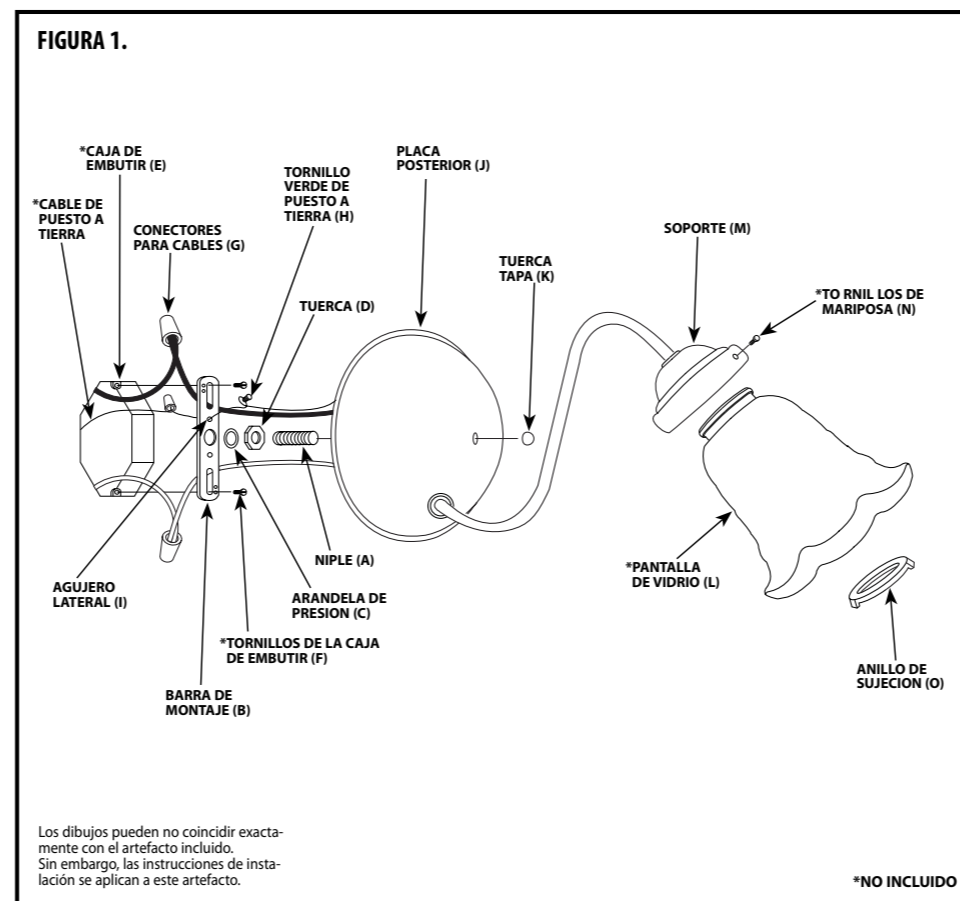 FIGURA 1.
*CAJA DE
EMBUTIR (E)
*CABLE DE
PUESTO A
TIERRA
CONECTORES
PARA CABLES (G)
TORNILLO
VERDE DE
PUESTO A
TIERRA (H)
TUERCA (D)
PLACA
POSTERIOR (J)
TUERCA
TAPA (K)
SOPORTE (M)
*TO RNIL LOS DE
MARIPOSA (N)
AGUJERO
LATERAL (I)
BARRA DE
MONTAJE (B)
*TORNILLOS DE LA CAJA
DE EMBUTIR (F)
ARANDELA DE
PRESION (C)
NIPLE (A)
*PANTALLA
DE VIDRIO (L)
ANILLO DE
SUJECION (O)
Los dibujos pueden no coincidir exacta-
mente con el artefacto incluido.
Sin embargo, las instrucciones de insta-
lación se aplican a este artefacto.
*NO INCLUIDO